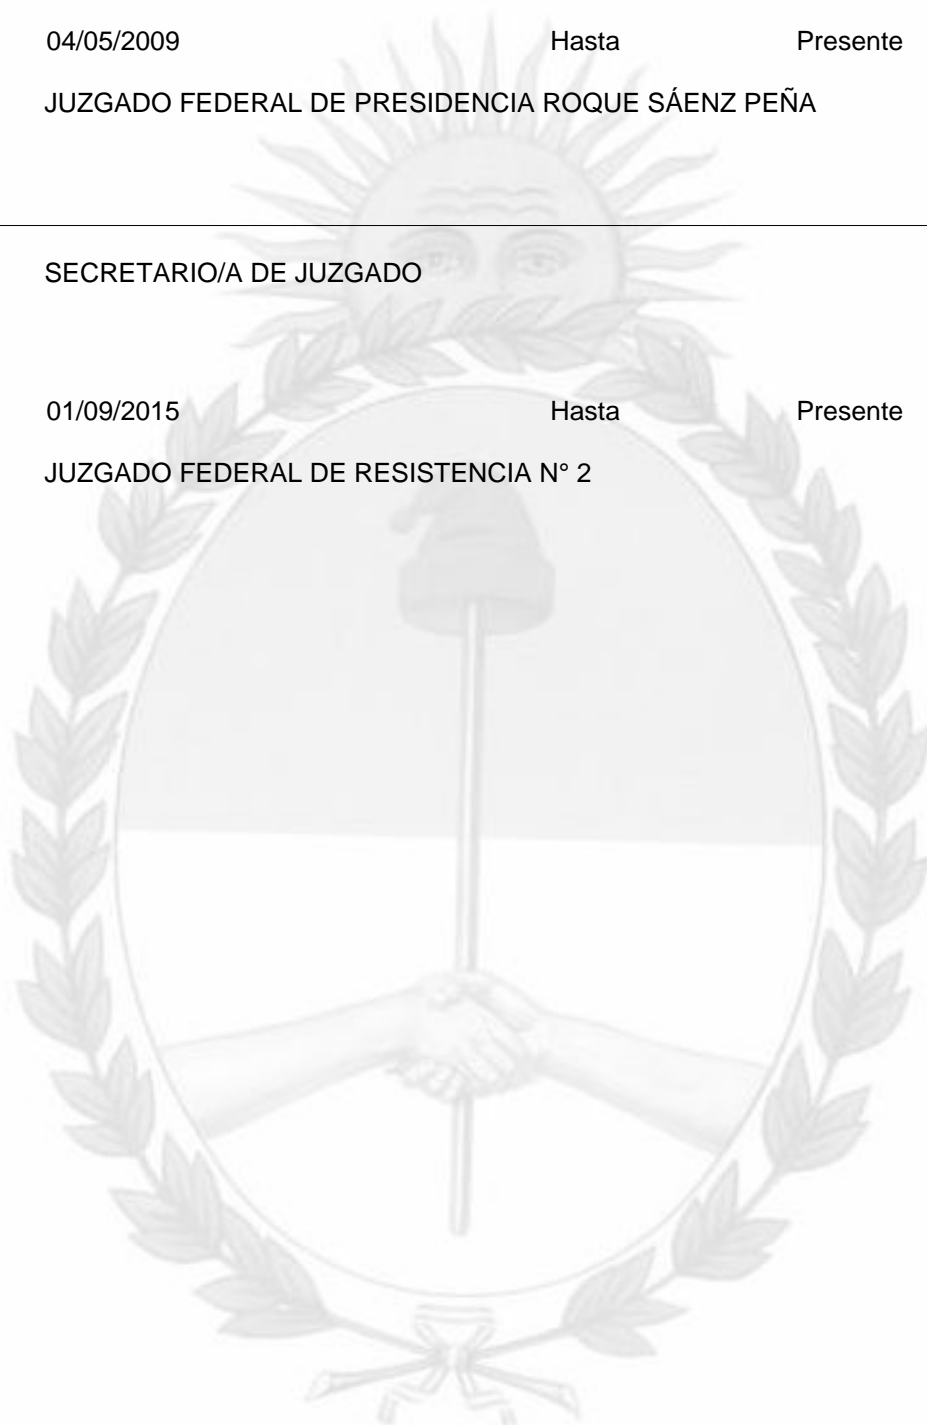 04/05/2009 Hasta Presente
JUZGADO FEDERAL DE PRESIDENCIA ROQUE SÁENZ PEÑA
SECRETARIO/A DE JUZGADO
01/09/2015 Hasta Presente
JUZGADO FEDERAL DE RESISTENCIA N° 2